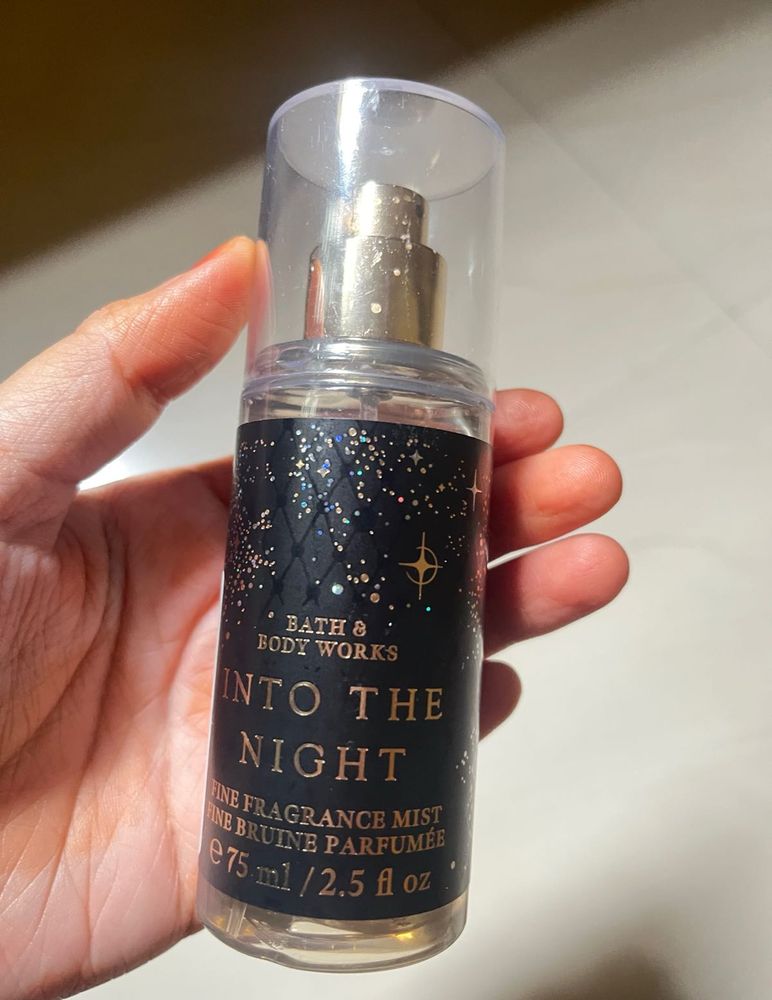 BATH &
BODY WORKS
INTO THE
NIGHT
FINE FRAGRANCE MIST
FINE BRUINE PARFUMÉE
℮ 75 ml / 2.5 fl oz